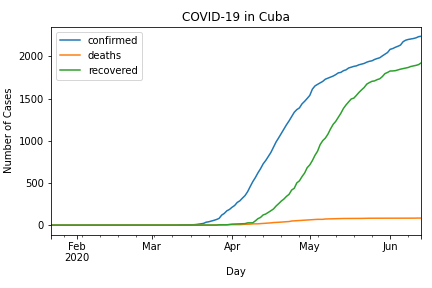 COVID-19 in Cuba
confirmed
deaths
recovered
Number of Cases
2000
1500
1000
500
0
Feb
2020
Mar
Apr
May
Jun
Day